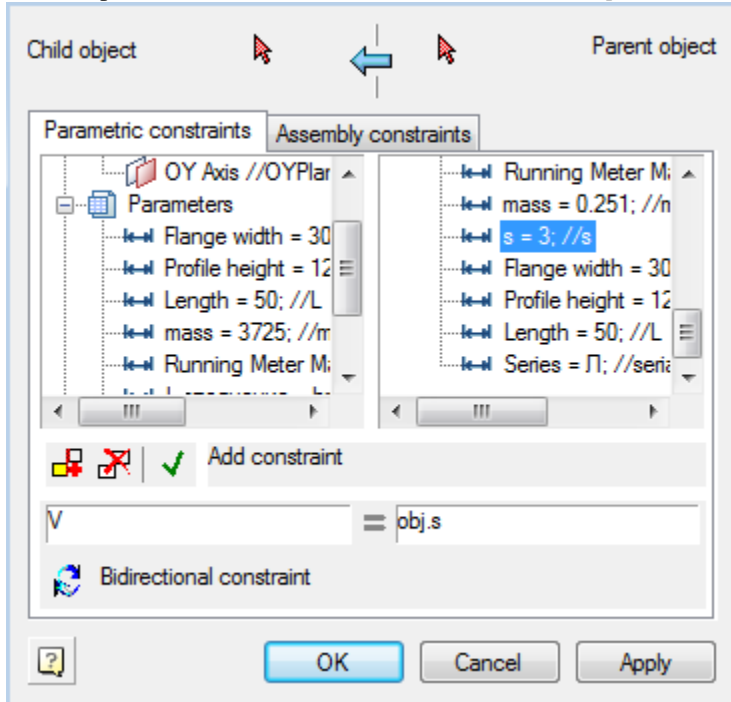 Child object
Parent object
Parametric constraints
Assembly constraints
OY Axis //OYPlan
Parameters
Flange width = 30
Profile height = 12
Length = 50; //L
mass = 3725; //m
Running Meter Ma
Running Meter Ma
mass = 0.251; //m
s = 3; //s
Flange width = 30
Profile height = 12
Length = 50; //L
Series = Л; //seria
Add constraint
V
=
obj.s
Bidirectional constraint
?
OK
Cancel
Apply